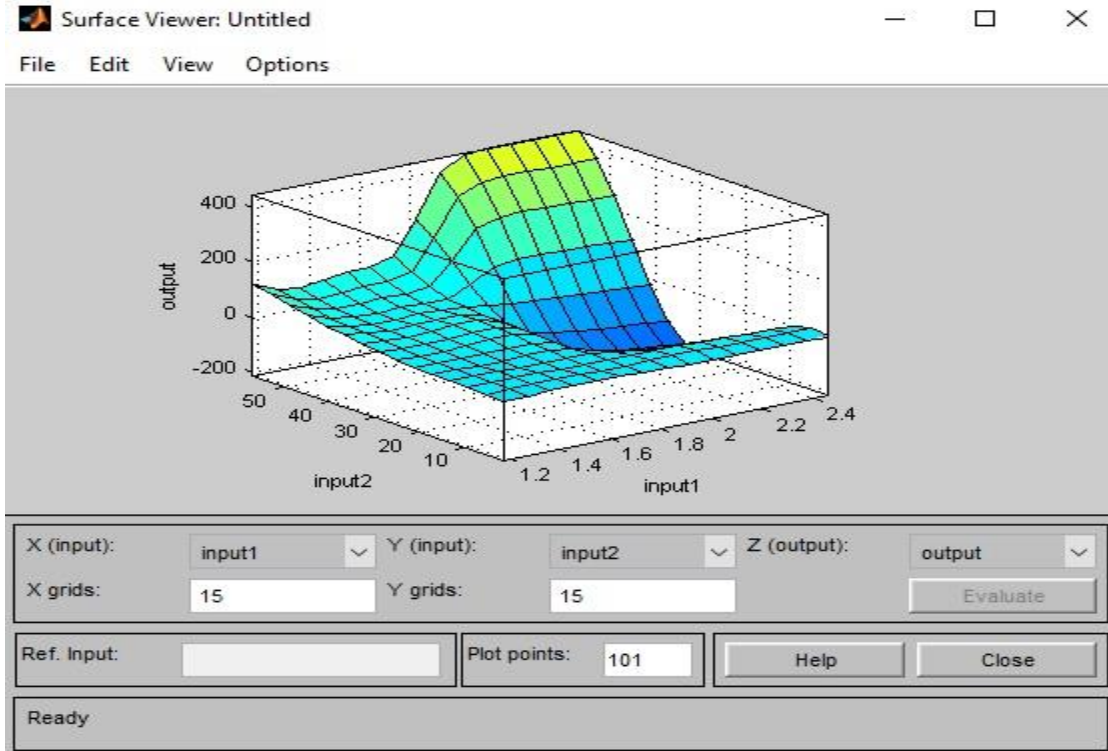 Surface Viewer: Untitled
File Edit View Options
400
200
0
-200
output
50
40
30
20
10
input2
1.2
1.4
1.6
1.8
2
2.2
2.4
input1
X (input): input1 Y (input): input2 Z (output): output
X grids: 15 Y grids: 15 Evaluate
Ref. Input: Plot points: 101 Help Close
Ready